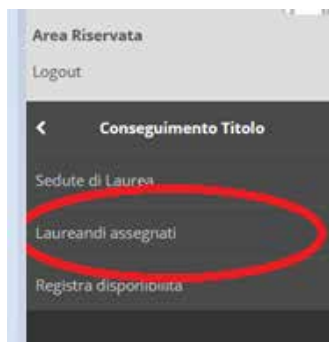 Area Riservata
Logout
Conseguimento Titolo
Sedute di Laurea
Laureandi assegnati
Registra disponibilità